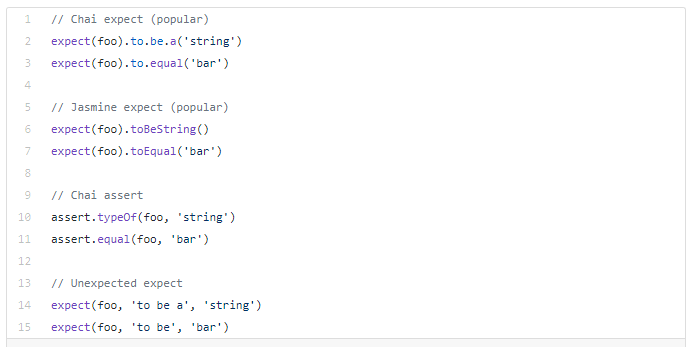 1 // Chai expect (popular)
2 expect(foo).to.be.a('string')
3 expect(foo).to.equal('bar')
4
5 // Jasmine expect (popular)
6 expect(foo).toBeString()
7 expect(foo).toEqual('bar')
8
9 // Chai assert
10 assert.typeOf(foo, 'string')
11 assert.equal(foo, 'bar')
12
13 // Unexpected expect
14 expect(foo, 'to be a', 'string')
15 expect(foo, 'to be', 'bar')